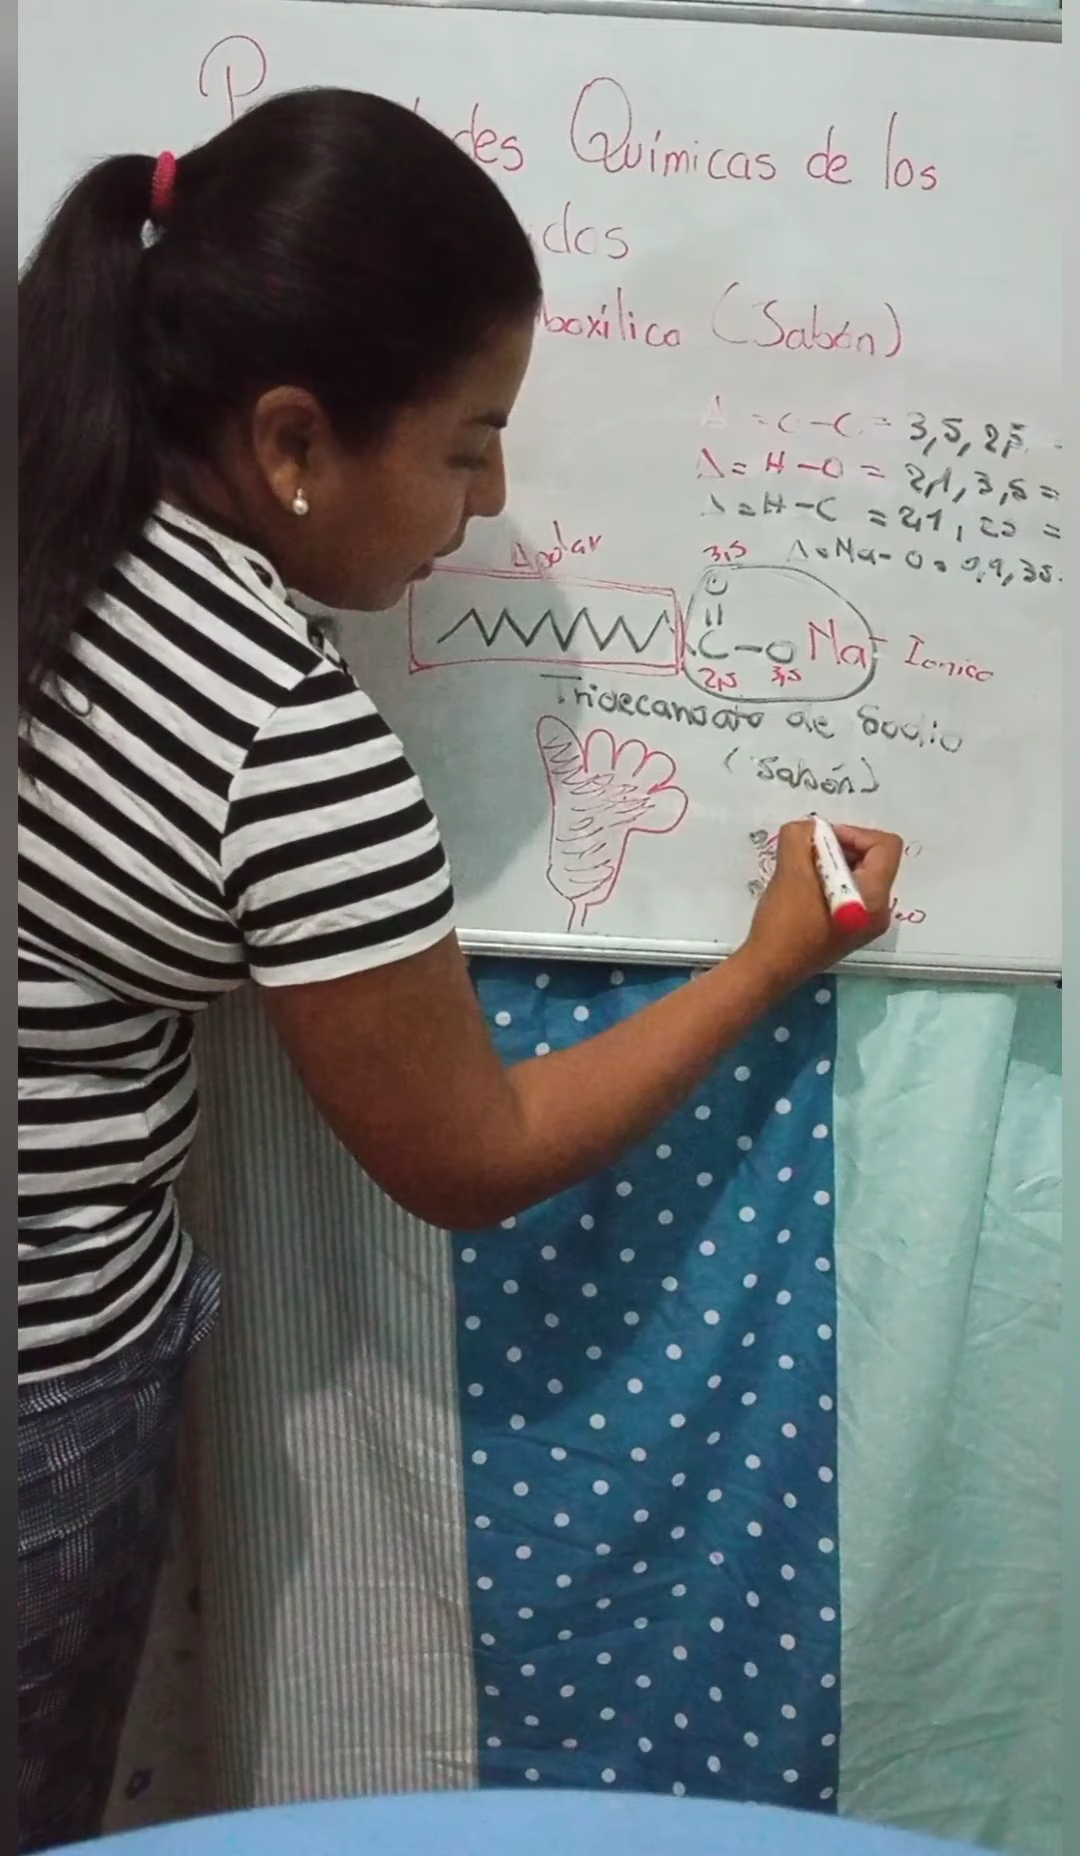 des Químicas de los
dos
boxílico (Sabón)
Δ = C - C = 3,5, 2,5
Δ = H - O = 2,1, 3,5 =
Δ = H - C = 2,1, 2,5 =
3,5 Δ = Na - O = 0,9, 3,5
Apolar
O
||
C - O Na - Ionico
2,5 3,5
Tridecanoato de Sodio
(Sabón)